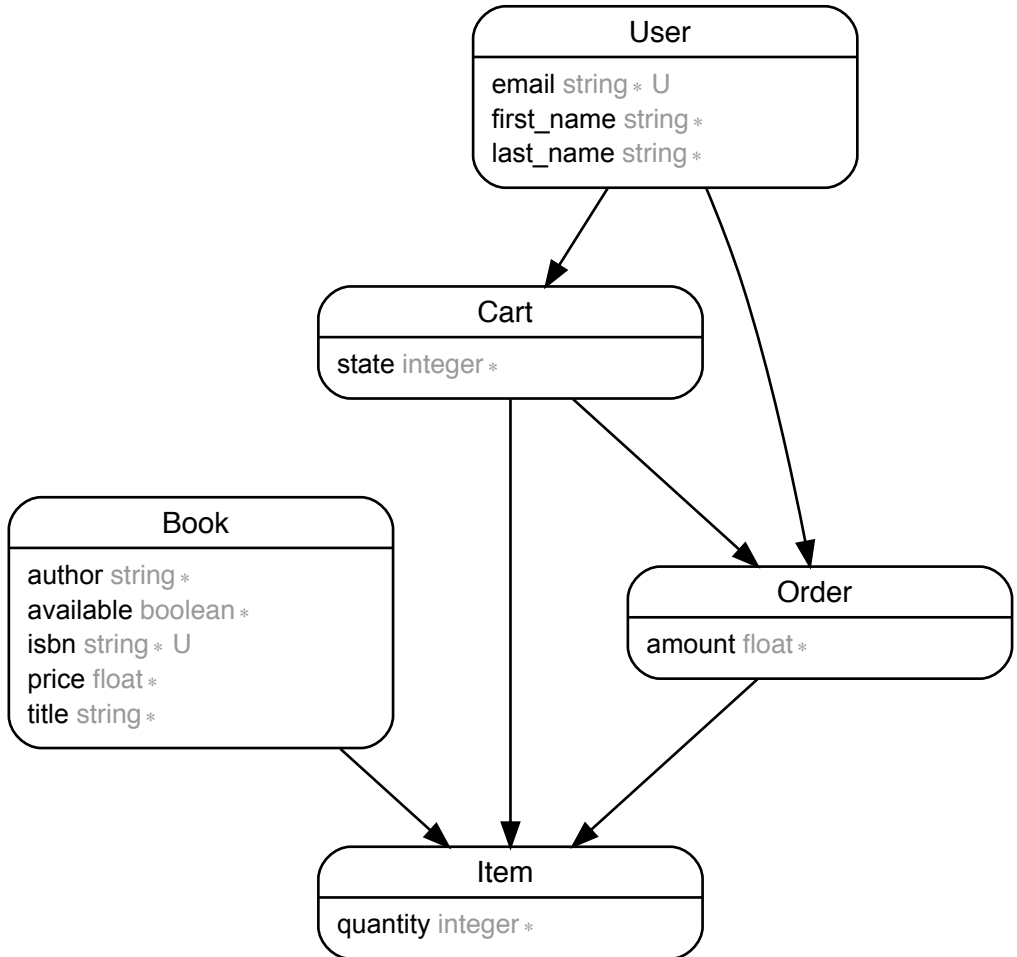 User
email string* U
first_name string*
last_name string*
Cart
state integer*
Book
author string*
available boolean*
isbn string* U
price float*
title string*
Order
amount float*
Item
quantity integer*